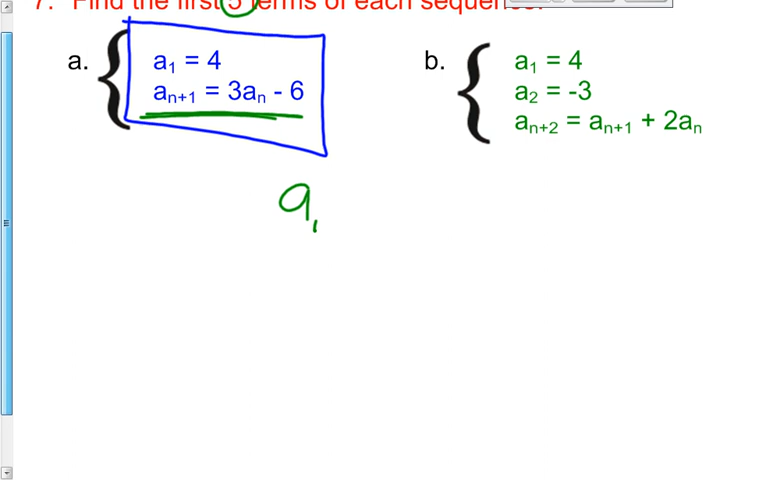 7. Find the first 5 terms of each sequence.
a. { a₁ = 4
aₙ₊₁ = 3aₙ - 6
b. { a₁ = 4
a₂ = -3
aₙ₊₂ = aₙ₊₁ + 2aₙ
a₁